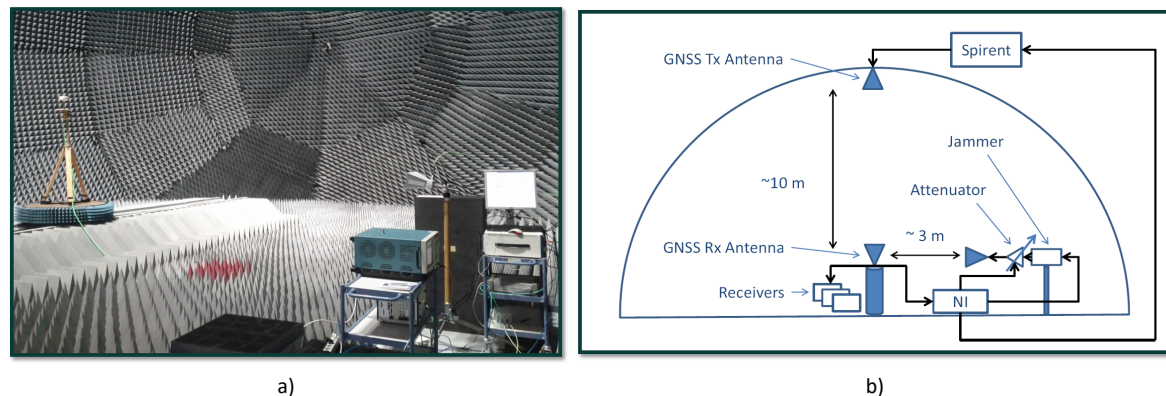 GNSS Tx Antenna
Spirent
Jammer
~10 m
Attenuator
GNSS Rx Antenna
~ 3 m
Receivers
NI
a)
b)